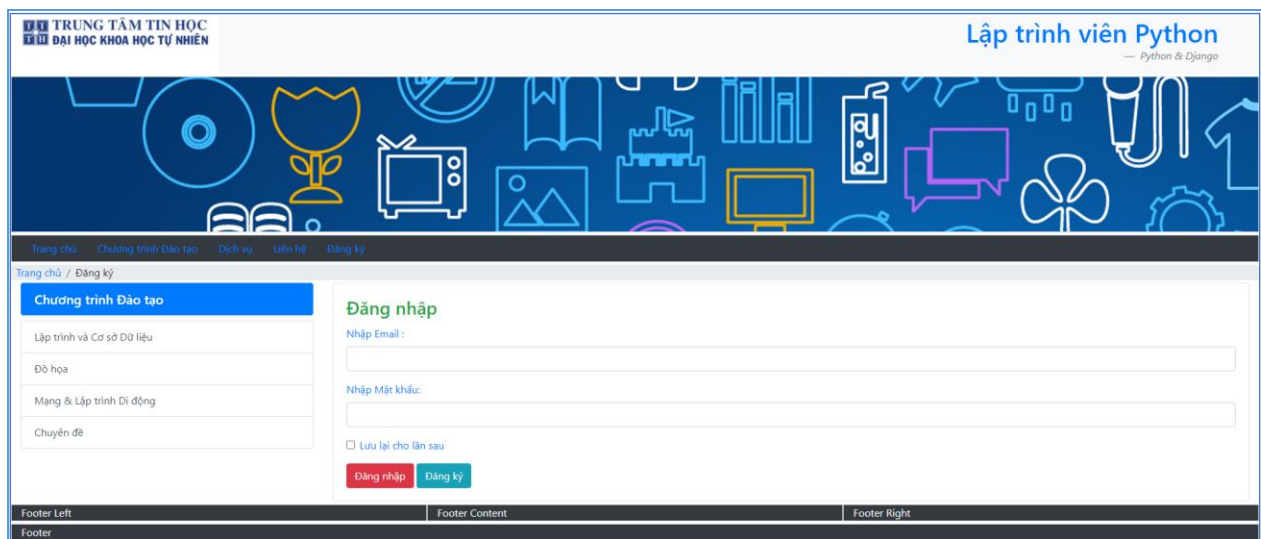 TRUNG TÂM TIN HỌC
ĐẠI HỌC KHOA HỌC TỰ NHIÊN
Lập trình viên Python
— Python & Django
Trang chủ Chương trình Đào tạo Dịch vụ Liên hệ Đăng ký
Trang chủ / Đăng ký
Chương trình Đào tạo
Lập trình và Cơ sở Dữ liệu
Đồ họa
Mạng & Lập trình Di động
Chuyên đề
Đăng nhập
Nhập Email :
Nhập Mật khẩu:
Lưu lại cho lần sau
Đăng nhập Đăng ký
Footer Left Footer Content Footer Right
Footer